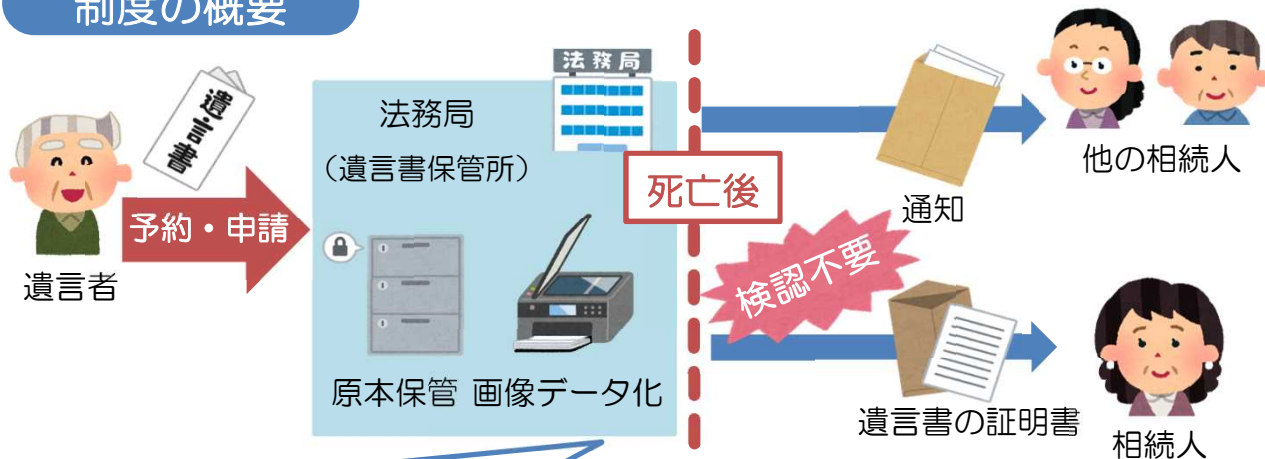 制度の概要
遺言書
予約・申請
遺言者
法務局
法務局
（遺言書保管所）
原本保管 画像データ化
死亡後
通知
他の相続人
検認不要
遺言書の証明書
相続人